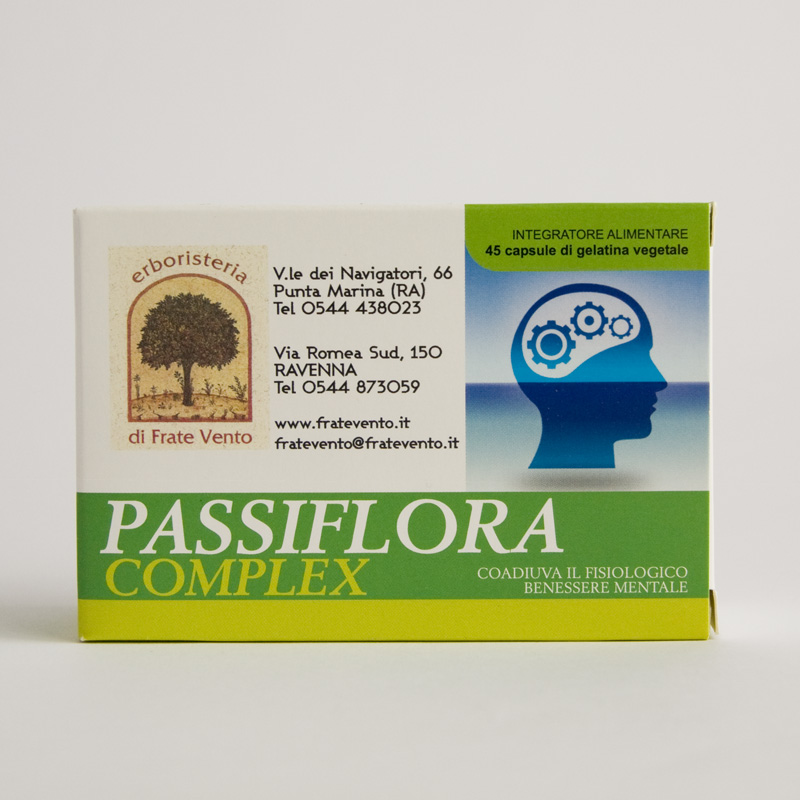 erboristeria
di Frate Vento
V.le dei Navigatori, 66
Punta Marina (RA)
Tel 0544 438023
Via Romea Sud, 150
RAVENNA
Tel 0544 873059
www.fratevento.it
fratevento@fratevento.it
INTEGRATORE ALIMENTARE
45 capsule di gelatina vegetale
PASSIFLORA
COMPLEX
COADIUVA IL FISIOLOGICO
BENESSERE MENTALE